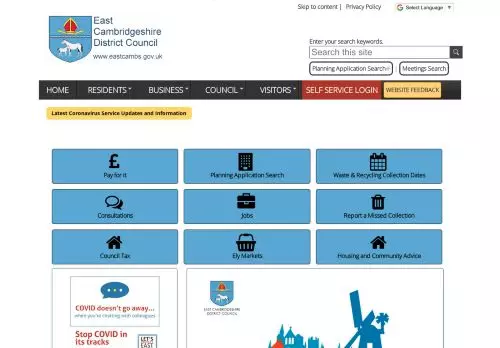 Skip to content | Privacy Policy
Select Language ▼
East
Cambridgeshire
District Council
www.eastcambs.gov.uk
Enter your search keywords.
Search this site
Planning Application Search | Meetings Search
HOME RESIDENTS BUSINESS COUNCIL VISITORS SELF SERVICE LOGIN WEBSITE FEEDBACK
Latest Coronavirus Service Updates and Information
Pay for it
Planning Application Search
Waste & Recycling Collection Dates
Consultations
Jobs
Report a Missed Collection
Council Tax
Ely Markets
Housing and Community Advice
COVID doesn't go away...
when you're chatting with colleagues
Stop COVID in
its tracks
LET'S
EAST
EAST CAMBRIDGESHIRE
DISTRICT COUNCIL